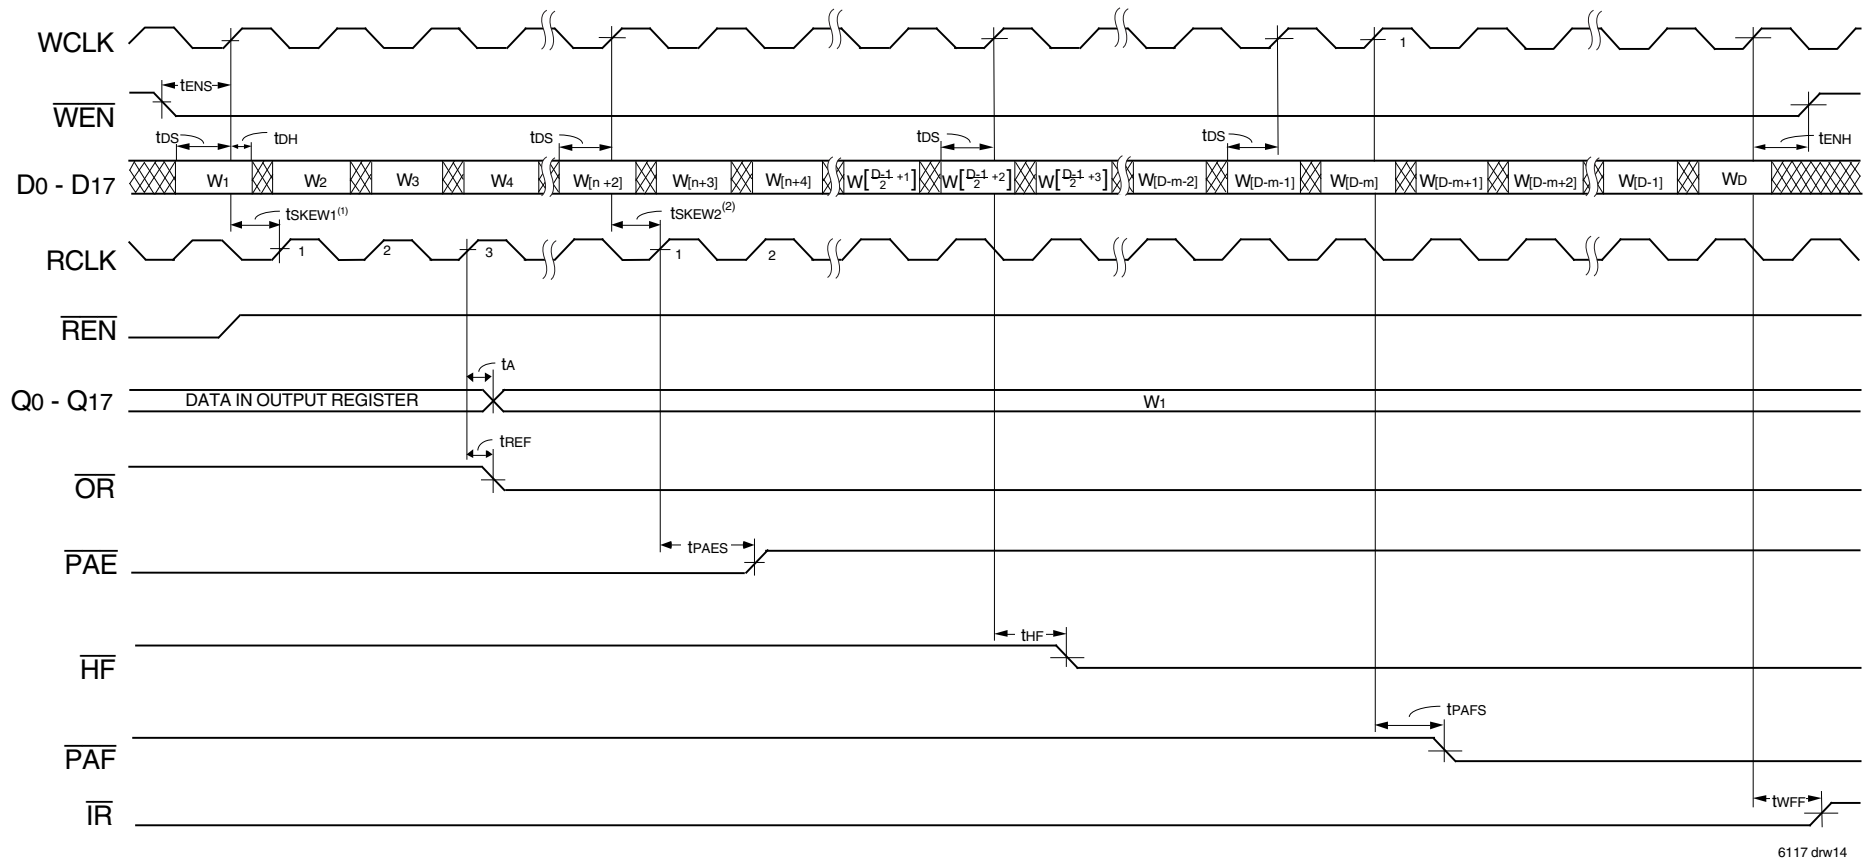 WCLK 1
tENS
WEN
tDS tDH tDS tDS tDS tENH
D0 - D17 W1 W2 W3 W4 W[n +2] W[n+3] W[n+4] W[D-1/2 +1] W[D-1/2 +2] W[D-1/2 +3] W[D-m-2] W[D-m-1] W[D-m] W[D-m+1] W[D-m+2] W[D-1] WD
tSKEW1(1) tSKEW2(2)
RCLK 1 2 3 1 2
REN
tA
Q0 - Q17 DATA IN OUTPUT REGISTER W1
tREF
OR
tPAES
PAE
tHF
HF
tPAFS
PAF
tWFF
IR
6117 drw14